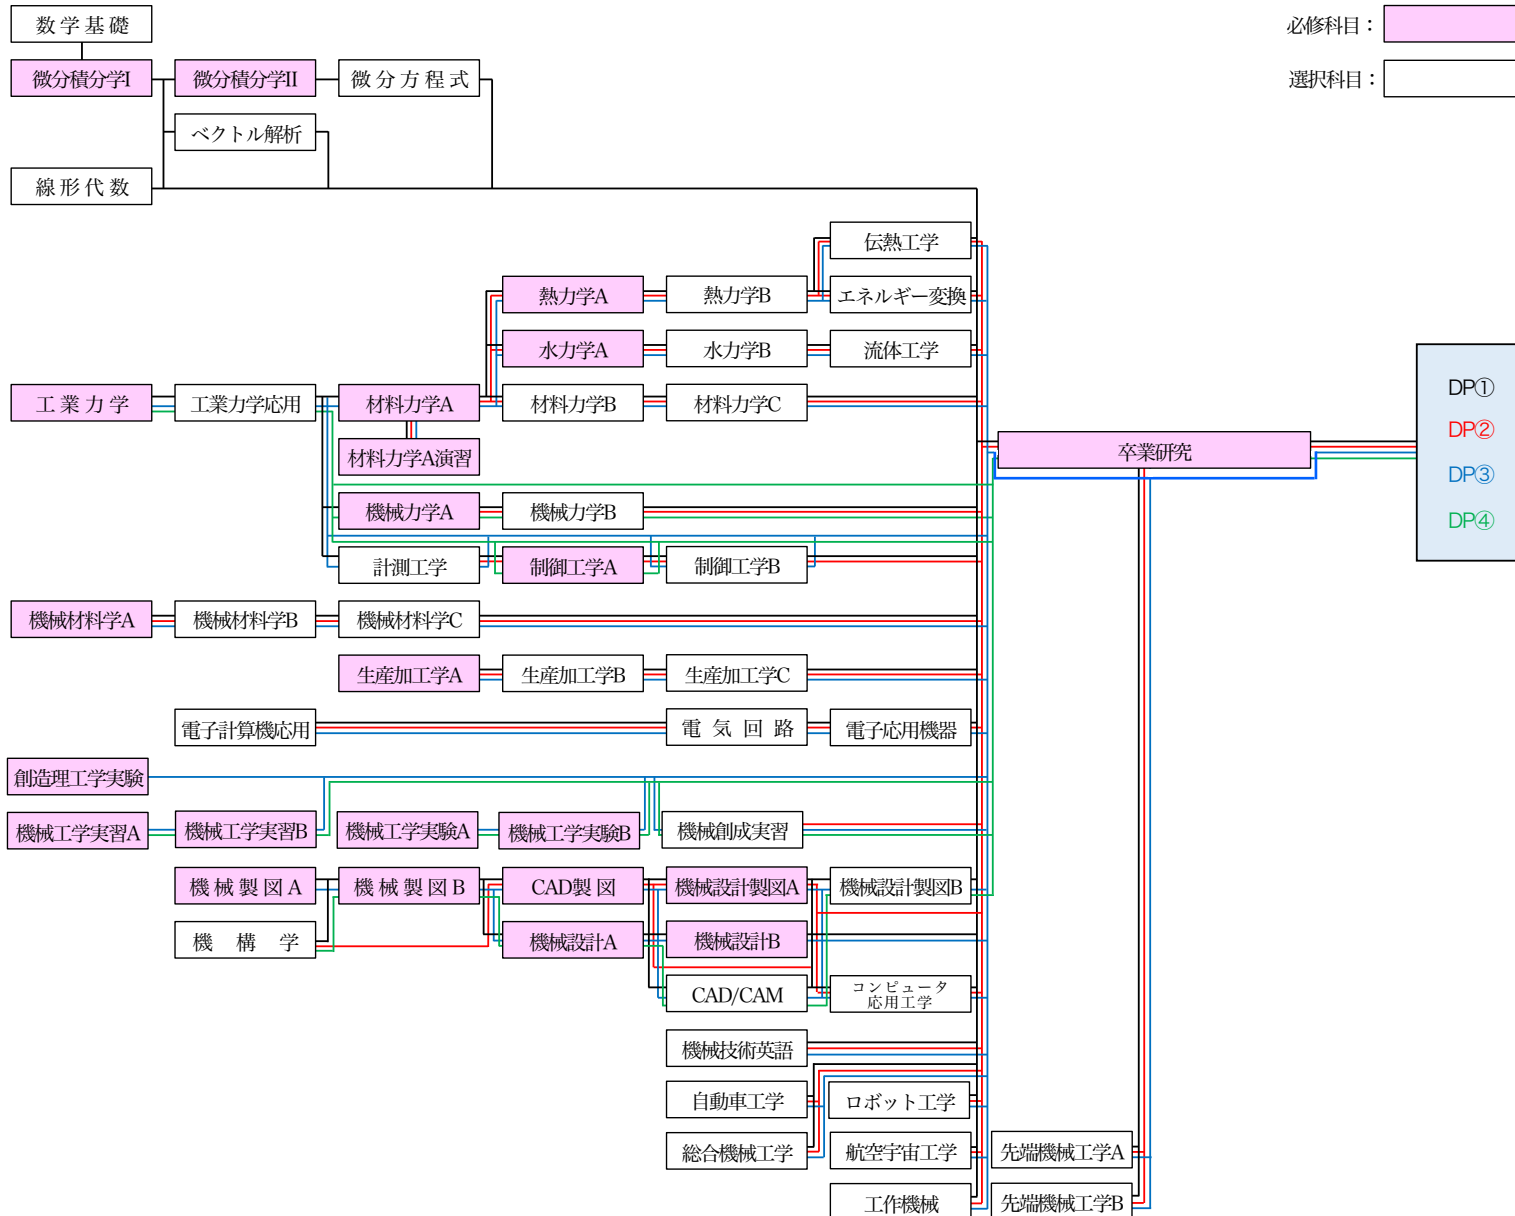 数学基礎
必修科目：
微分積分学I
微分積分学II
微分方程式
選択科目：
ベクトル解析
線形代数
伝熱工学
熱力学A
熱力学B
エネルギー変換
水力学A
水力学B
流体工学
工業力学
工業力学応用
材料力学A
材料力学B
材料力学C
DP①
DP②
DP③
DP④
材料力学A演習
卒業研究
機械力学A
機械力学B
計測工学
制御工学A
制御工学B
機械材料学A
機械材料学B
機械材料学C
生産加工学A
生産加工学B
生産加工学C
電子計算機応用
電気回路
電子応用機器
創造理工学実験
機械工学実習A
機械工学実習B
機械工学実験A
機械工学実験B
機械創成実習
機械製図A
機械製図B
CAD製図
機械設計製図A
機械設計製図B
機構学
機械設計A
機械設計B
CAD/CAM
コンピュータ
応用工学
機械技術英語
自動車工学
ロボット工学
総合機械工学
航空宇宙工学
先端機械工学A
工作機械
先端機械工学B